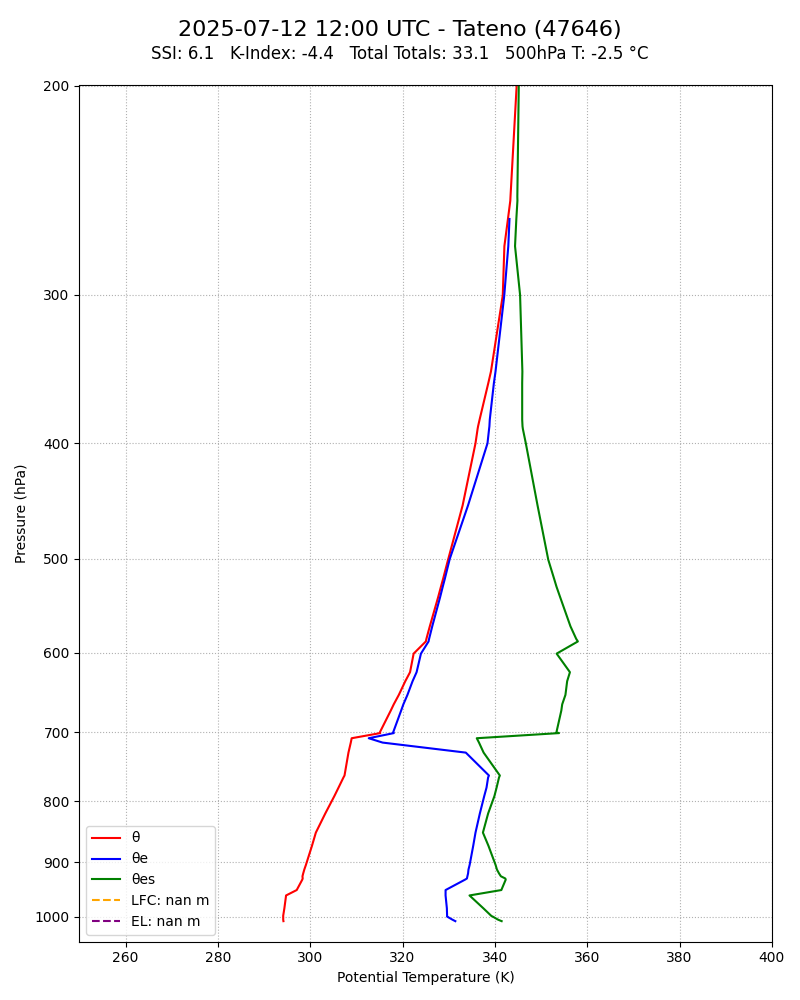 2025-07-12 12:00 UTC - Tateno (47646)
SSI: 6.1   K-Index: -4.4   Total Totals: 33.1   500hPa T: -2.5 °C
200
300
400
500
600
700
800
900
1000
Pressure (hPa)
θ
θe
θes
LFC: nan m
EL: nan m
260 280 300 320 340 360 380 400
Potential Temperature (K)